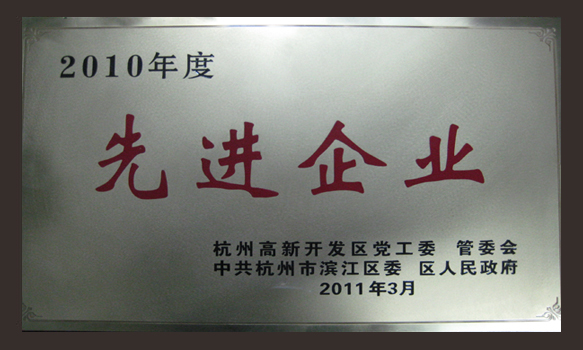 2010年度
先进企业
杭州高新开发区党工委 管委会
中共杭州市滨江区委 区人民政府
2011年3月